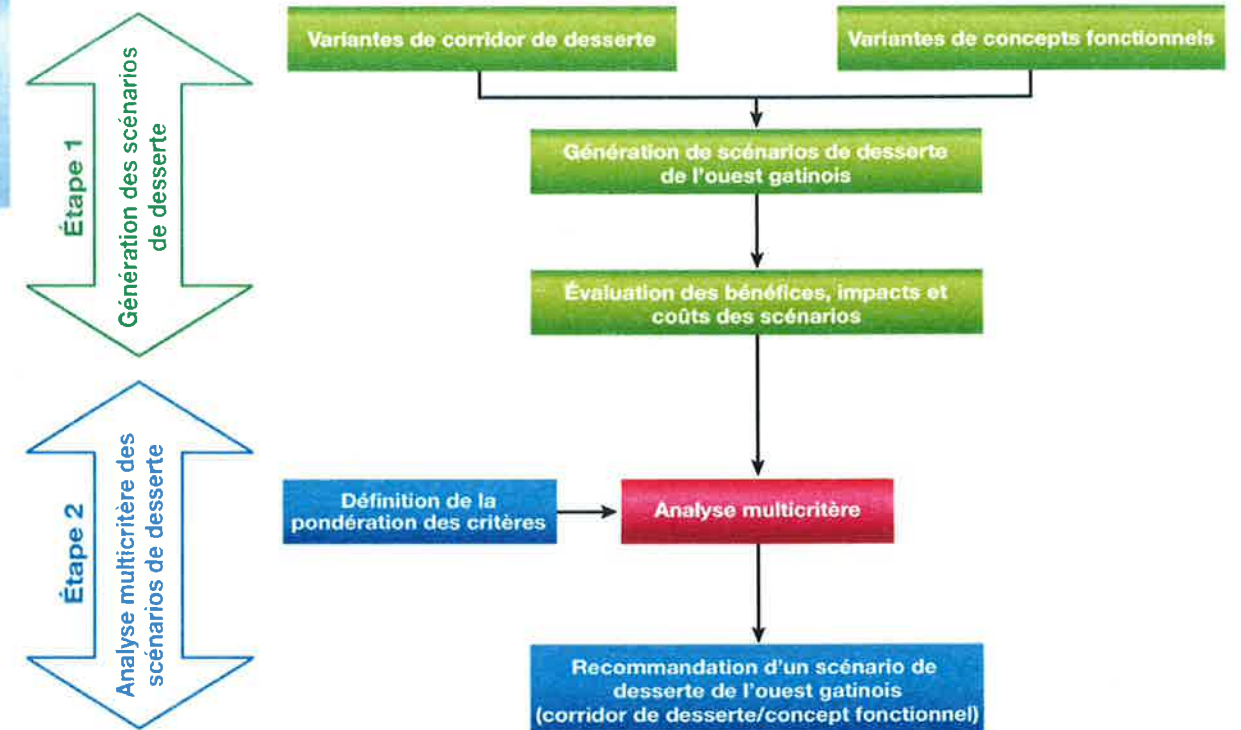 Étape 1
Génération des scénarios
de desserte
Variantes de corridor de desserte
Variantes de concepts fonctionnels
Génération de scénarios de desserte
de l'ouest gatinois
Évaluation des bénéfices, impacts et
coûts des scénarios
Étape 2
Analyse multicritère des
scénarios de desserte
Définition de la
pondération des critères
Analyse multicritère
Recommandation d'un scénario de
desserte de l'ouest gatinois
(corridor de desserte/concept fonctionnel)